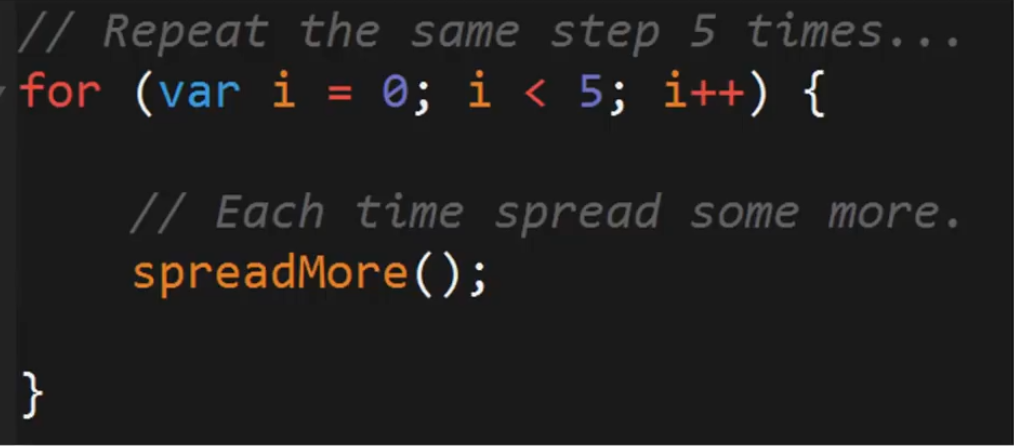 // Repeat the same step 5 times...
for (var i = 0; i < 5; i++) {
// Each time spread some more.
spreadMore();
}